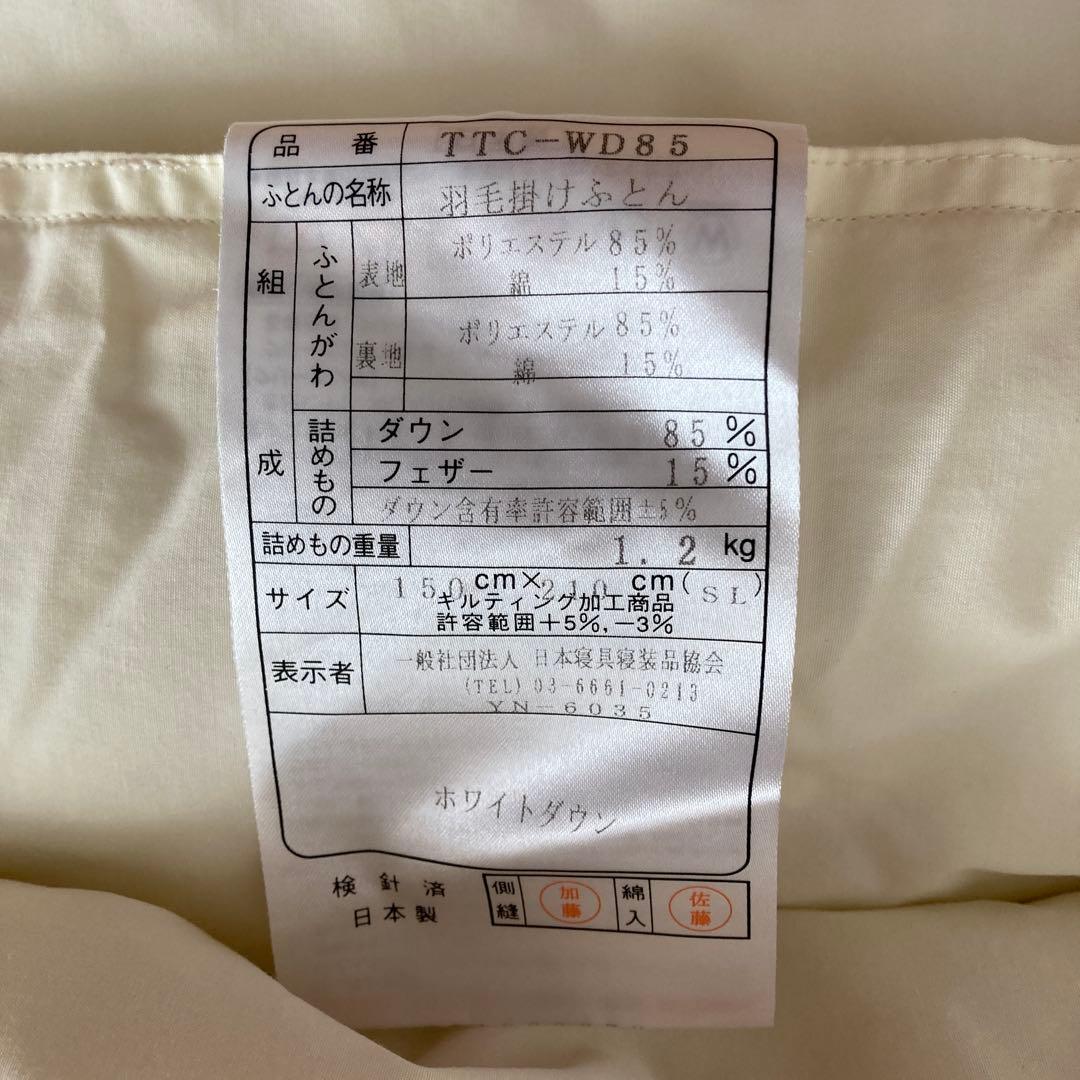 品番 TTC-WD85
ふとんの名称 羽毛掛けふとん
組成 ふとんがわ 表地 ポリエステル 85%
綿 15%
裏地 ポリエステル 85%
綿 15%
詰めもの ダウン 85%
フェザー 15%
ダウン含有率許容範囲±5%
詰めもの重量 1.2kg
サイズ 150cm×210cm(SL)
キルティング加工商品
許容範囲+5%,-3%
表示者 一般社団法人 日本寝具寝装品協会
(TEL) 03-6661-0213
YN-6035
ホワイトダウン
検針済
日本製
側縫 加藤 綿入 佐藤